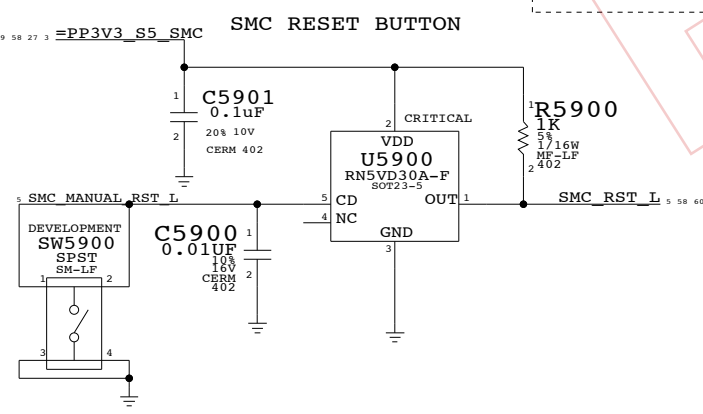 SMC RESET BUTTON
9 58 27 3 =PP3V3_S5_SMC
1 C5901
0.1uF
2 20% 10V
CERM 402
2 CRITICAL
VDD
U5900
RN5VD30A-F
SOT23-5
5 CD
4 NC
OUT 1
GND
3
1 R5900
1K
5%
1/16W
MF-LF
2 402
SMC_RST_L 5 58 60
5 SMC_MANUAL_RST_L
DEVELOPMENT
SW5900
SPST
SM-LF
1 2
3 4
C5900 1
0.01UF
10%
16V
CERM 2
402